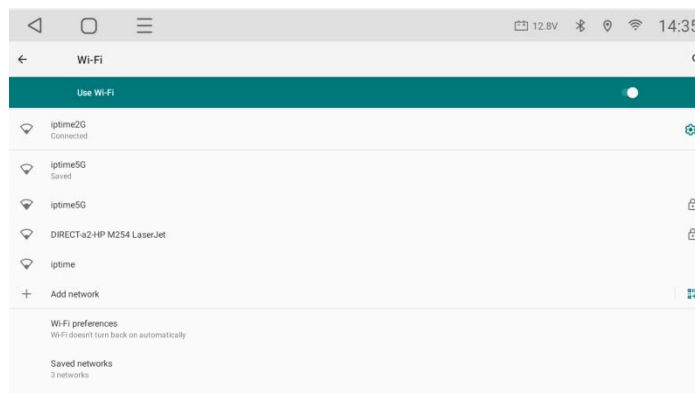 12.8V
14:35
Wi-Fi
Use Wi-Fi
iptime2G
Connected
iptime5G
Saved
iptime5G
DIRECT-a2-HP M254 LaserJet
iptime
Add network
Wi-Fi preferences
Wi-Fi doesn't turn back on automatically
Saved networks
3 networks